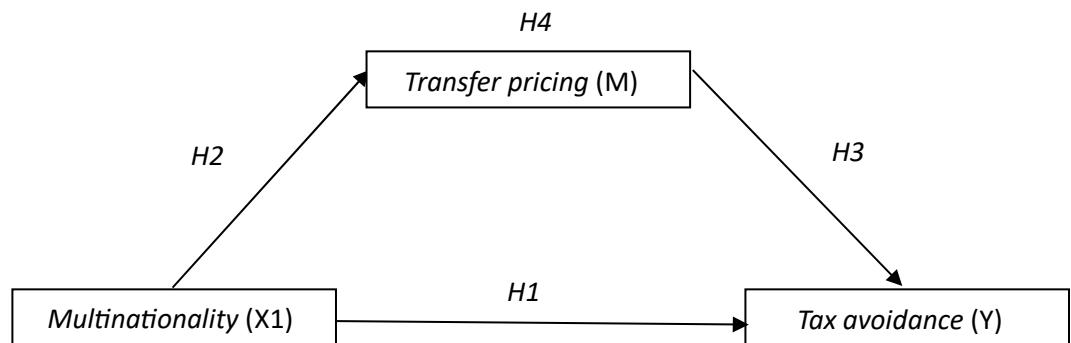 H4
Transfer pricing (M)
H2
H3
H1
Multinationality (X1)
Tax avoidance (Y)